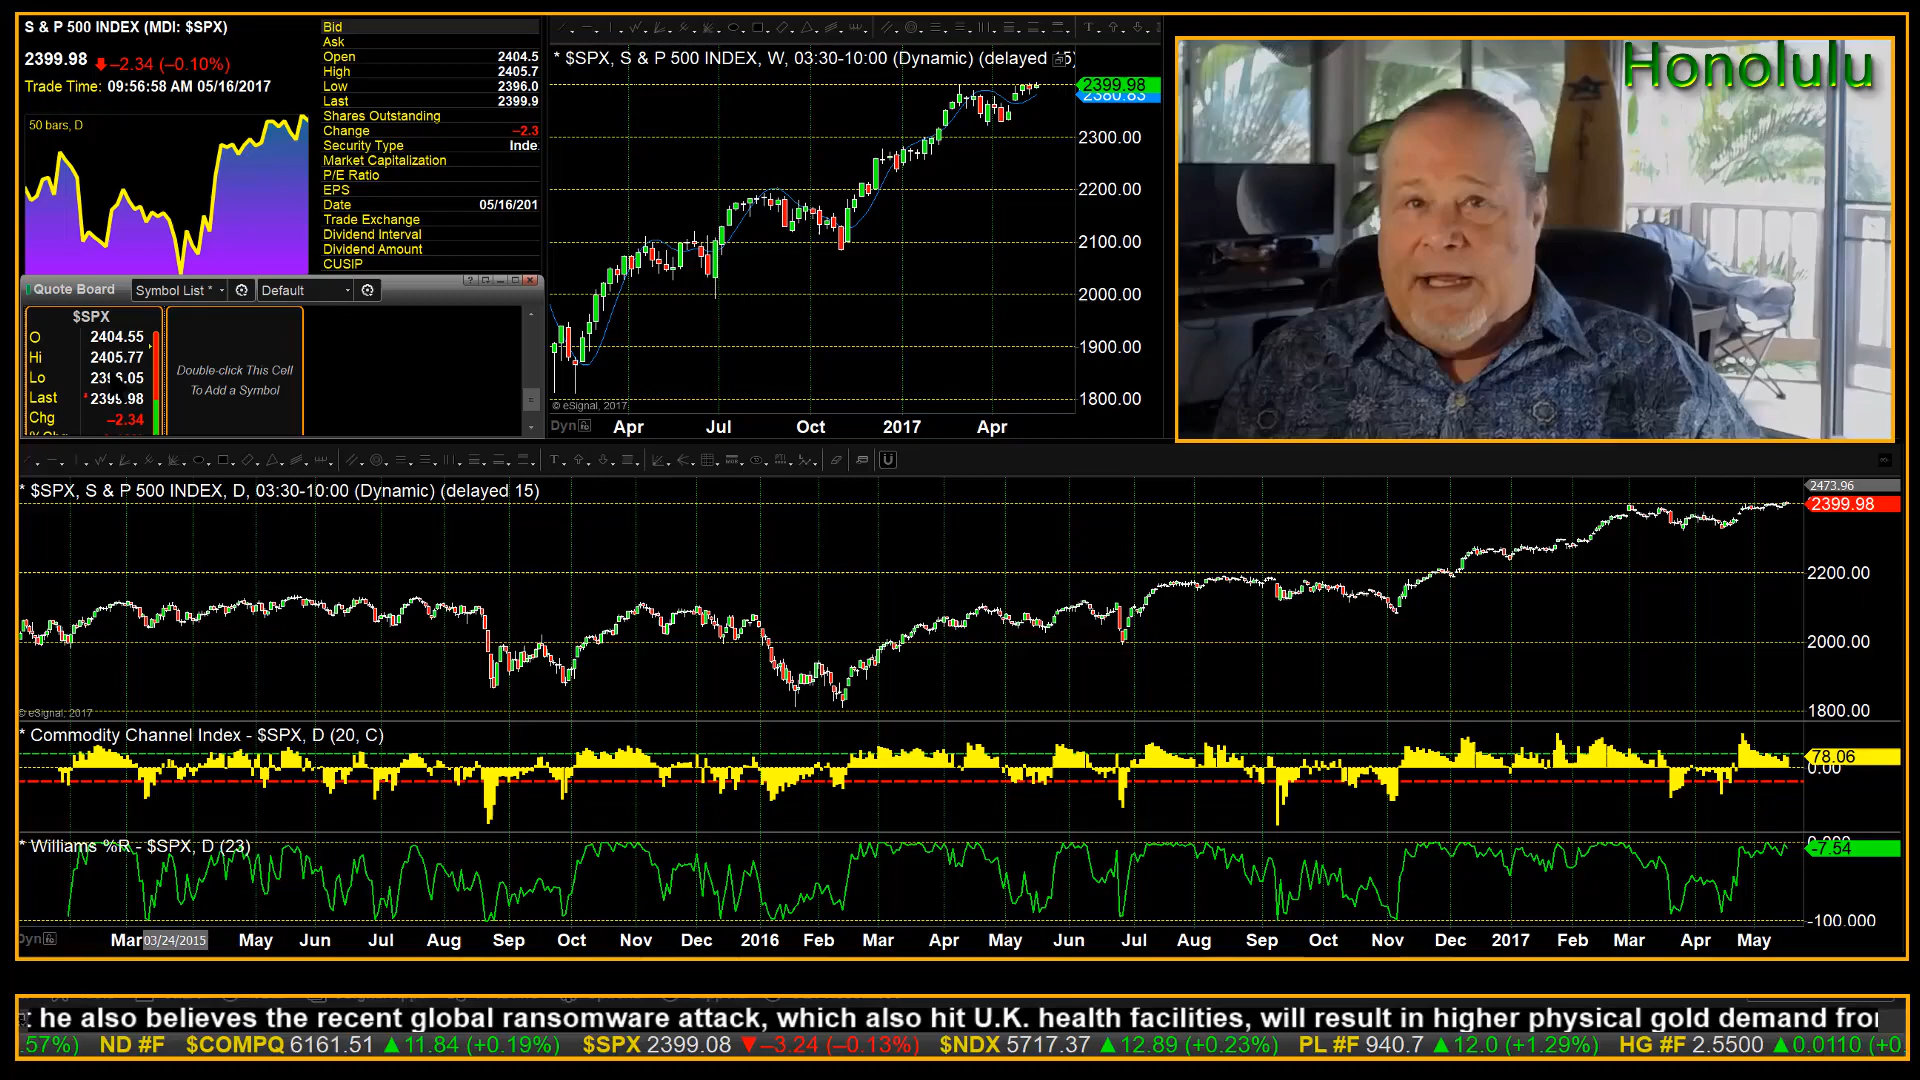 S & P 500 INDEX (MDI: $SPX)
2399.98 –2.34 (–0.10%)
Trade Time: 09:56:58 AM 05/16/2017
50 bars, D
Bid
Ask
Open 2404.5
High 2405.7
Low 2396.0
Last 2399.9
Shares Outstanding
Change –2.3
Security Type Inde
Market Capitalization
P/E Ratio
EPS
Date 05/16/201
Trade Exchange
Dividend Interval
Dividend Amount
CUSIP
Quote Board Symbol List * Default
$SPX
O 2404.55
Hi 2405.77
Lo
Last
Chg –2.34
Double-click This Cell
To Add a Symbol
* $SPX, S & P 500 INDEX, W, 03:30-10:00 (Dynamic) (delayed
2399.98
2380.83
2300.00
2200.00
2100.00
2000.00
1900.00
1800.00
© eSignal, 2017
Dyn Apr Jul Oct 2017 Apr
Honolulu
* $SPX, S & P 500 INDEX, D, 03:30-10:00 (Dynamic) (delayed 15)
2473.96
2399.98
2200.00
2000.00
1800.00
© eSignal, 2017
* Commodity Channel Index - $SPX, D (20, C)
78.06
0.00
* Williams %R - $SPX, D (23)
-7.54
-100.000
Dyn Mar 03/24/2015 May Jun Jul Aug Sep Oct Nov Dec 2016 Feb Mar Apr May Jun Jul Aug Sep Oct Nov Dec 2017 Feb Mar Apr May
he also believes the recent global ransomware attack, which also hit U.K. health facilities, will result in higher physical gold demand from
.57%) ND #F $COMPQ 6161.51 ▲11.84 (+0.19%) $SPX 2399.08 ▼–3.24 (–0.13%) $NDX 5717.37 ▲12.89 (+0.23%) PL #F 940.7 ▲12.0 (+1.29%) HG #F 2.5500 ▲0.0110 (+0